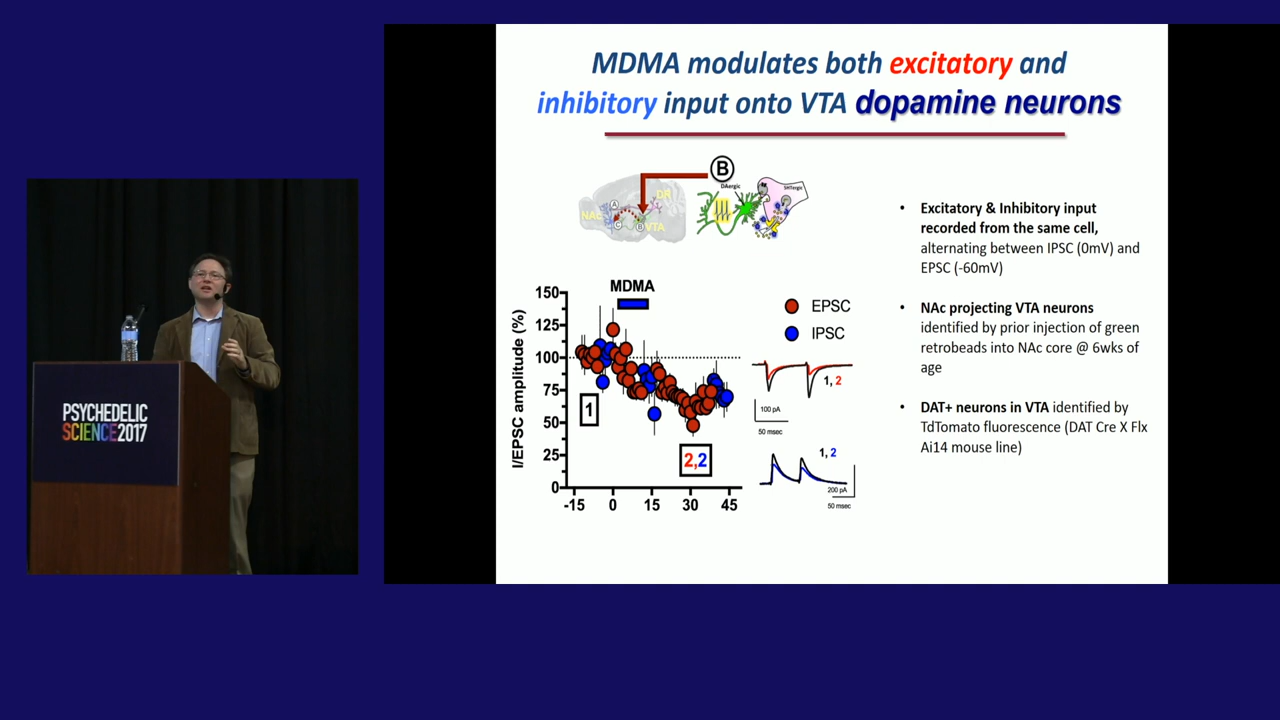 MDMA modulates both excitatory and
inhibitory input onto VTA dopamine neurons
B
DAergic
5HTergic
DR
A
NAc
C
B
VTA
• Excitatory & Inhibitory input
recorded from the same cell,
alternating between IPSC (0mV) and
EPSC (-60mV)
• NAc projecting VTA neurons
identified by prior injection of green
retrobeads into NAc core @ 6wks of
age
• DAT+ neurons in VTA identified by
TdTomato fluorescence (DAT Cre X Flx
Ai14 mouse line)
MDMA
I/EPSC amplitude (%)
150
125
100
75
50
25
0
-15 0 15 30 45
1
2,2
EPSC
IPSC
1, 2
100 pA
50 msec
1, 2
200 pA
50 msec
PSYCHEDELIC
SCIENCE2017